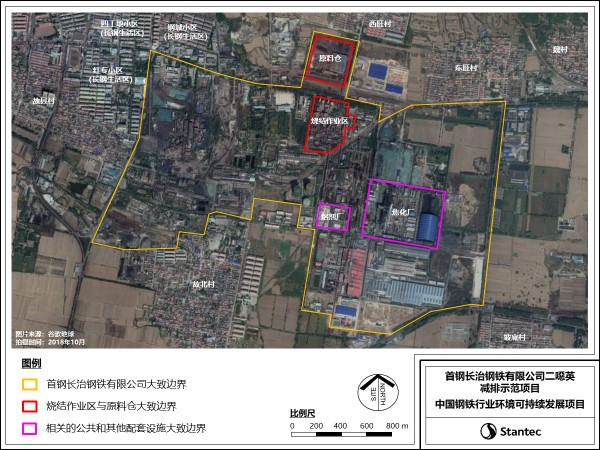 四丁钢小区
(长钢生活区)
钢城小区
(长钢生活区)
西旺村
魏村
原料仓
东旺村
红专小区
(长钢生活区)
故县村
烧结作业区
焦化厂
故北村
图片来源：谷歌地球
拍摄时间：2018年10月
图例
首钢长治钢铁有限公司大致边界
烧结作业区与原料仓大致边界
相关的公共和其他配套设施大致边界
SITE
NORTH
比例尺
0 200 400 600 800 m
首钢长治钢铁有限公司二噁英
减排示范项目
中国钢铁行业环境可持续发展项目
Stantec